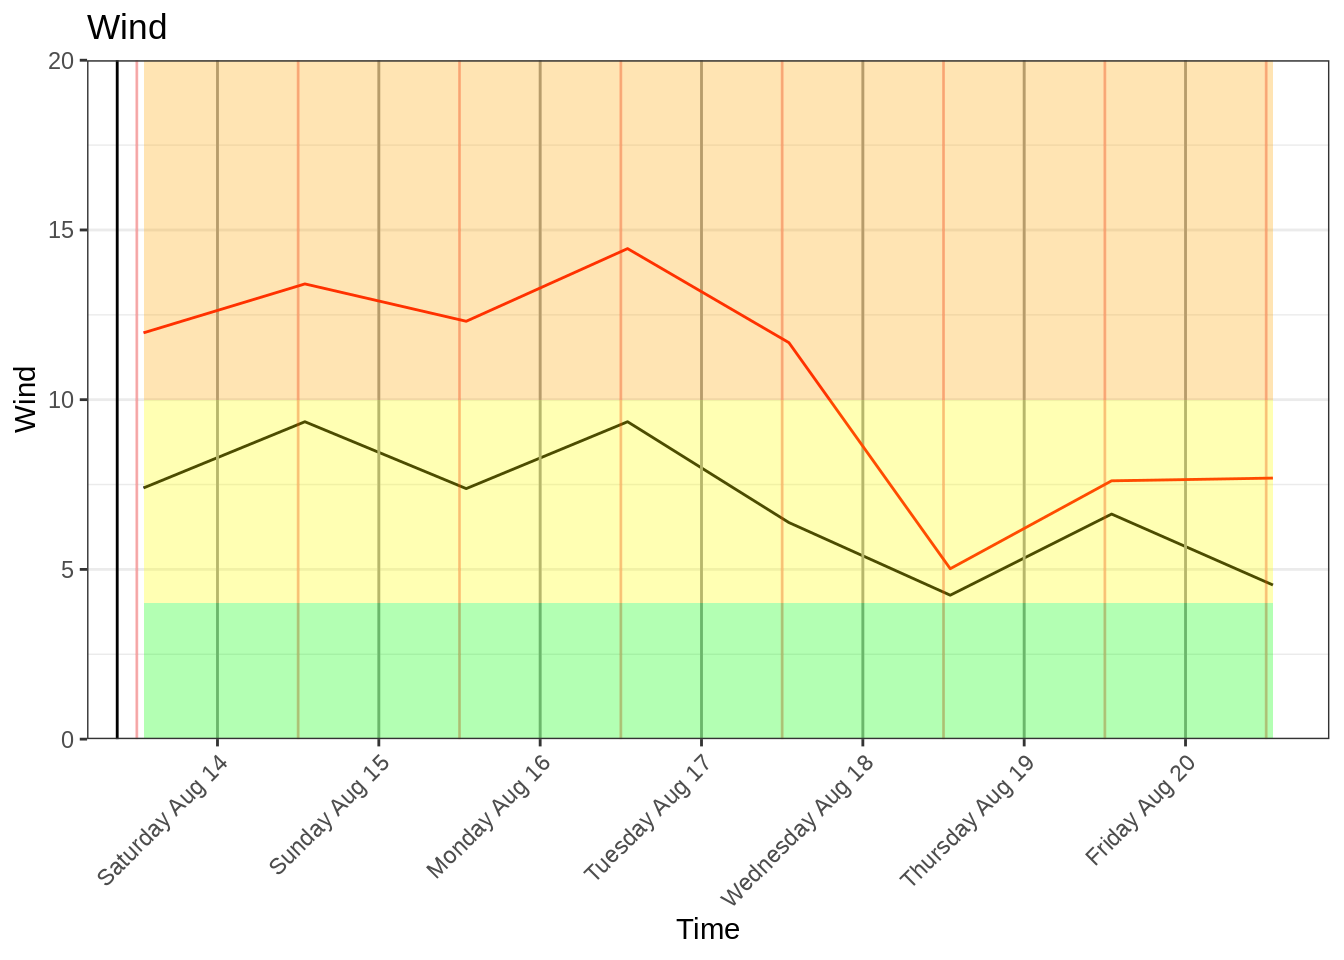 Wind
20
15
10
5
0
Wind
Saturday Aug 14
Sunday Aug 15
Monday Aug 16
Tuesday Aug 17
Wednesday Aug 18
Thursday Aug 19
Friday Aug 20
Time